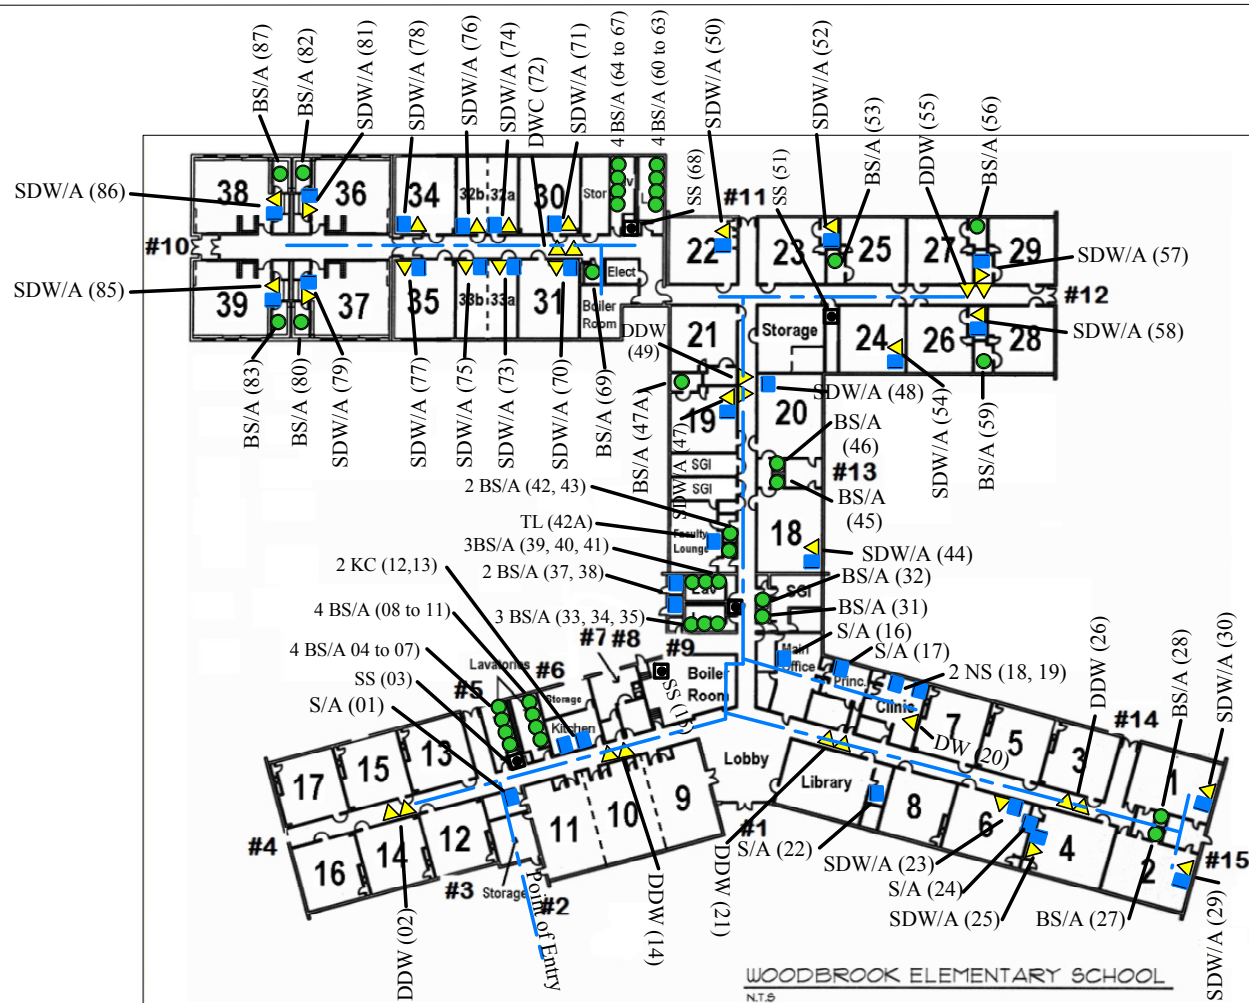 BS/A (87)
BS/A (82)
SDW/A (81)
SDW/A (78)
SDW/A (76)
SDW/A (74)
DWC (72)
SDW/A (71)
4 BS/A (64 to 67)
4 BS/A (60 to 63)
SDW/A (50)
SDW/A (52)
BS/A (53)
DDW (55)
BS/A (56)
SS (68)
SS (51)
#11
SDW/A (86)
38
36
34
32b
32a
30
Stor
22
23
25
27
29
SDW/A (57)
#10
SDW/A (85)
39
37
35
33b
33a
31
Elect
Boiler
Room
#12
SDW/A (58)
21
Storage
24
26
28
DDW
(49)
BS/A (83)
BS/A (80)
SDW/A (79)
SDW/A (77)
SDW/A (75)
SDW/A (73)
SDW/A (70)
BS/A (69)
BS/A (47A)
SDW/A (47)
SDW/A (48)
SDW/A (54)
BS/A (59)
19
20
BS/A
(46)
SGI
SGI
#13
BS/A
(45)
2 BS/A (42, 43)
TL (42A)
Faculty
Lounge
18
SDW/A (44)
3BS/A (39, 40, 41)
2 BS/A (37, 38)
Lav
BS/A (32)
SGI
BS/A (31)
3 BS/A (33, 34, 35)
2 KC (12,13)
4 BS/A (08 to 11)
4 BS/A 04 to 07)
SS (03)
S/A (01)
#7
#8
#9
Lavatories
#6
#5
Storage
Kitchen
SS (15)
Boiler
Room
Main
Office
S/A (16)
S/A (17)
Princ.
2 NS (18, 19)
Clinic
DW (20)
DDW (26)
BS/A (28)
SDW/A (30)
#14
17
15
13
7
5
3
1
Lobby
Library
#4
16
14
12
11
10
9
#1
8
6
4
2
#15
#3
Storage
#2
Point of Entry
DDW (02)
DDW (14)
DDW (21)
S/A (22)
SDW/A (23)
S/A (24)
SDW/A (25)
BS/A (27)
SDW/A (29)
WOODBROOK ELEMENTARY SCHOOL
N.T.S